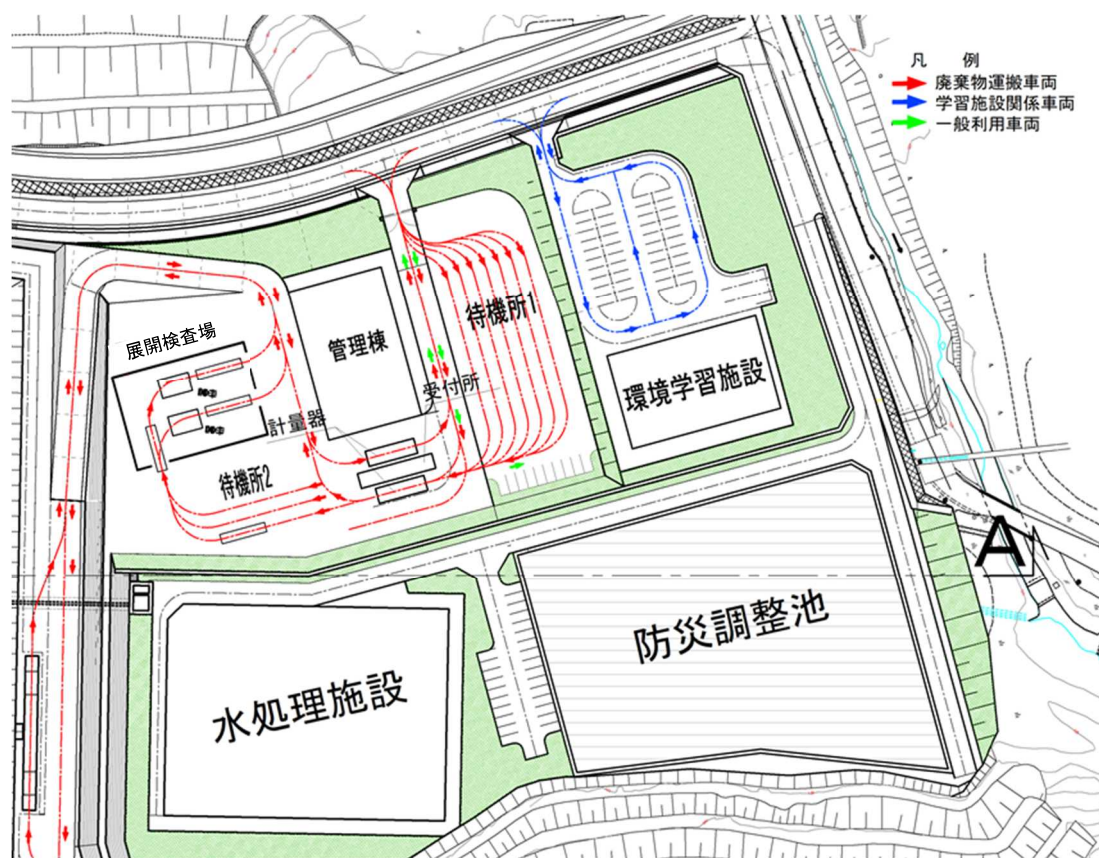 凡 例
廃棄物運搬車両
学習施設関係車両
一般利用車両
展開検査場
管理棟
待機所1
受付所
計量器
待機所2
環境学習施設
A
防災調整池
水処理施設